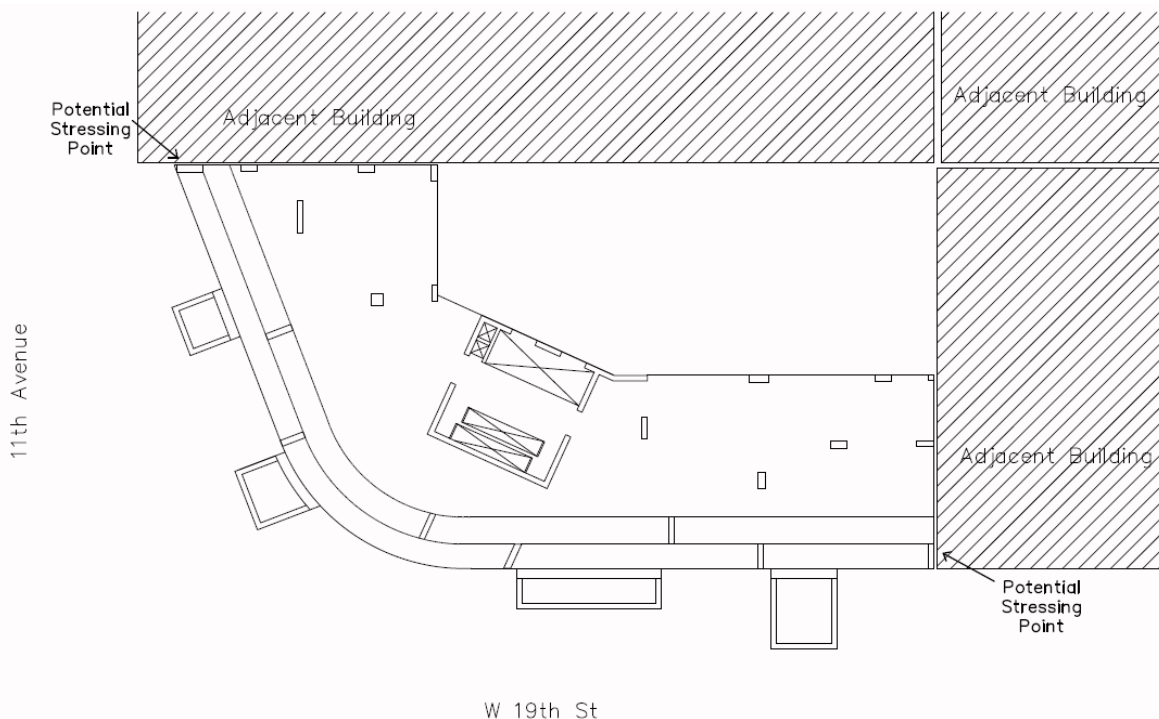 Adjacent Building
Potential
Stressing
Point
Adjacent Building
11th Avenue
Adjacent Building
Potential
Stressing
Point
W 19th St